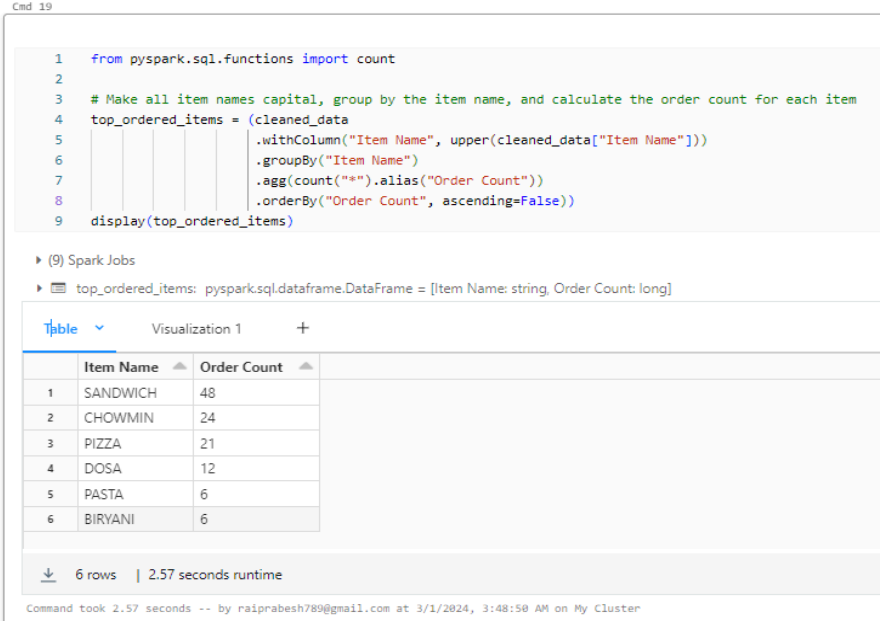 Cmd 19
1 from pyspark.sql.functions import count
2
3 # Make all item names capital, group by the item name, and calculate the order count for each item
4 top_ordered_items = (cleaned_data
5 .withColumn("Item Name", upper(cleaned_data["Item Name"]))
6 .groupBy("Item Name")
7 .agg(count("*").alias("Order Count"))
8 .orderBy("Order Count", ascending=False))
9 display(top_ordered_items)
(9) Spark Jobs
top_ordered_items: pyspark.sql.dataframe.DataFrame = [Item Name: string, Order Count: long]
Table Visualization 1 +
Item Name Order Count
1 SANDWICH 48
2 CHOWMIN 24
3 PIZZA 21
4 DOSA 12
5 PASTA 6
6 BIRYANI 6
6 rows | 2.57 seconds runtime
Command took 2.57 seconds -- by raiprabesh789@gmail.com at 3/1/2024, 3:48:50 AM on My Cluster